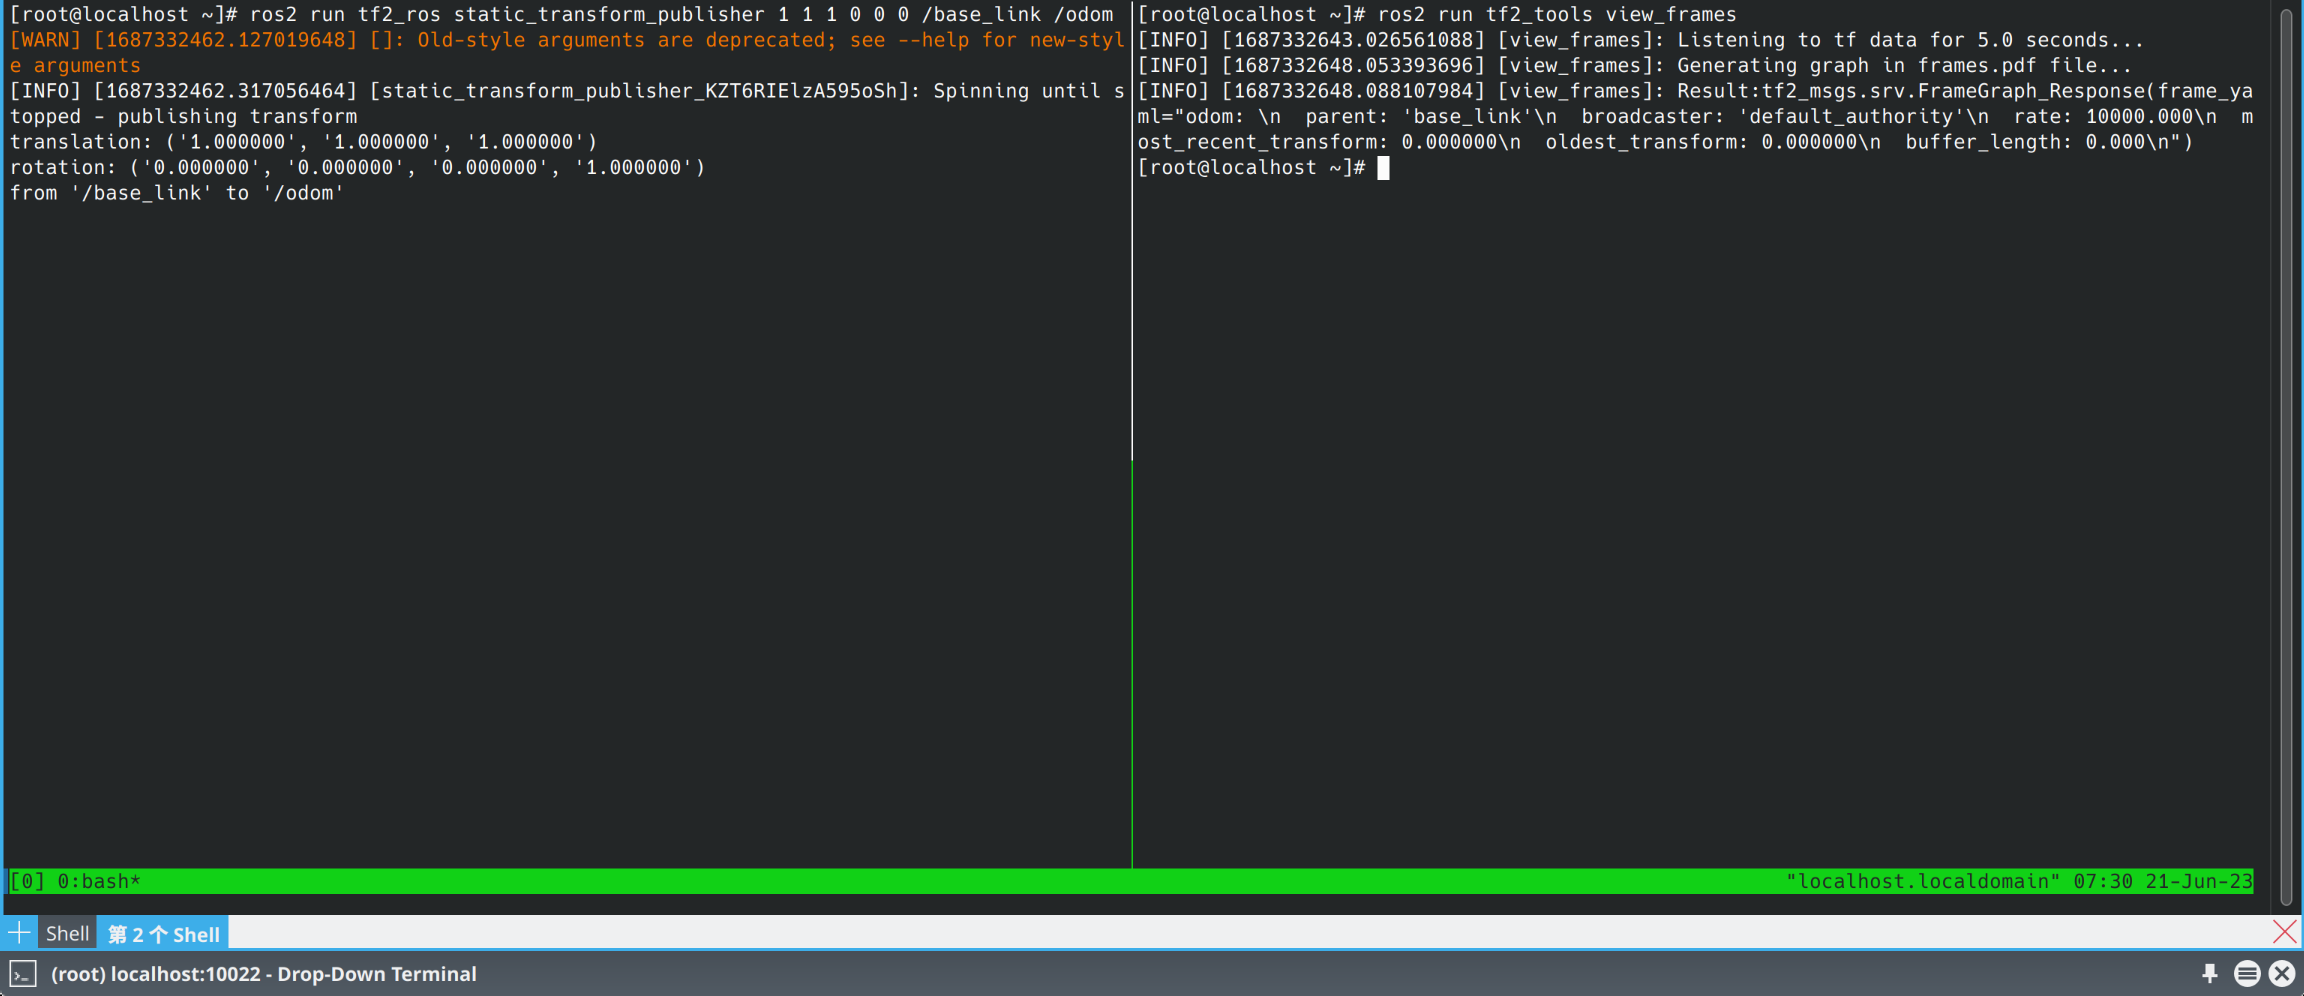 [root@localhost ~]# ros2 run tf2_ros static_transform_publisher 1 1 1 0 0 0 /base_link /odom
[WARN] [1687332462.127019648] []: Old-style arguments are deprecated; see --help for new-styl
e arguments
[INFO] [1687332462.317056464] [static_transform_publisher_KZT6RIElzA595oSh]: Spinning until s
topped - publishing transform
translation: ('1.000000', '1.000000', '1.000000')
rotation: ('0.000000', '0.000000', '0.000000', '1.000000')
from '/base_link' to '/odom'
[root@localhost ~]# ros2 run tf2_tools view_frames
[INFO] [1687332643.026561088] [view_frames]: Listening to tf data for 5.0 seconds...
[INFO] [1687332648.053393696] [view_frames]: Generating graph in frames.pdf file...
[INFO] [1687332648.088107984] [view_frames]: Result:tf2_msgs.srv.FrameGraph_Response(frame_ya
ml="odom: \n  parent: 'base_link'\n  broadcaster: 'default_authority'\n  rate: 10000.000\n  m
ost_recent_transform: 0.000000\n  oldest_transform: 0.000000\n  buffer_length: 0.000\n")
[root@localhost ~]#
[0] 0:bash* "localhost.localdomain" 07:30 21-Jun-23
Shell 第 2 个 Shell
(root) localhost:10022 - Drop-Down Terminal